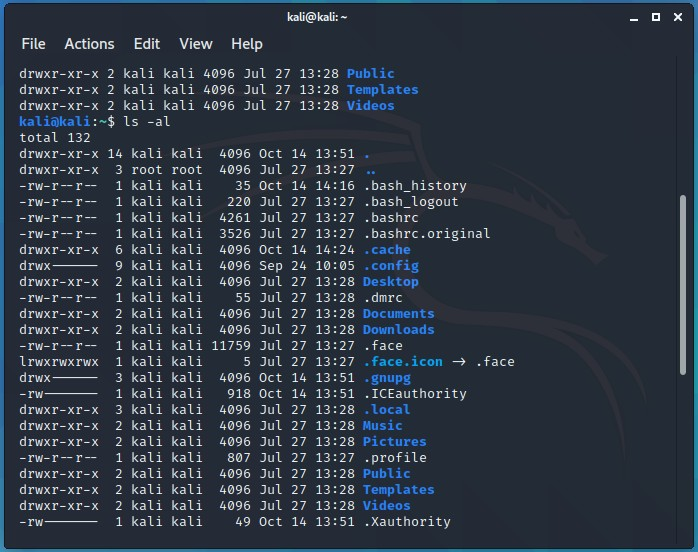 kali@kali: ~
File Actions Edit View Help
drwxr-xr-x 2 kali kali 4096 Jul 27 13:28 Public
drwxr-xr-x 2 kali kali 4096 Jul 27 13:28 Templates
drwxr-xr-x 2 kali kali 4096 Jul 27 13:28 Videos
kali@kali:~$ ls -al
total 132
drwxr-xr-x 14 kali kali  4096 Oct 14 13:51 .
drwxr-xr-x  3 root root  4096 Jul 27 13:27 ..
-rw-r--r--  1 kali kali    35 Oct 14 14:16 .bash_history
-rw-r--r--  1 kali kali   220 Jul 27 13:27 .bash_logout
-rw-r--r--  1 kali kali  4261 Jul 27 13:27 .bashrc
-rw-r--r--  1 kali kali  3526 Jul 27 13:27 .bashrc.original
drwxr-xr-x  6 kali kali  4096 Oct 14 14:24 .cache
drwx------  9 kali kali  4096 Sep 24 10:05 .config
drwxr-xr-x  2 kali kali  4096 Jul 27 13:28 Desktop
-rw-r--r--  1 kali kali    55 Jul 27 13:28 .dmrc
drwxr-xr-x  2 kali kali  4096 Jul 27 13:28 Documents
drwxr-xr-x  2 kali kali  4096 Jul 27 13:28 Downloads
-rw-r--r--  1 kali kali 11759 Jul 27 13:27 .face
lrwxrwxrwx  1 kali kali     5 Jul 27 13:27 .face.icon -> .face
drwx------  3 kali kali  4096 Oct 14 13:51 .gnupg
-rw-------  1 kali kali   918 Oct 14 13:51 .ICEauthority
drwxr-xr-x  3 kali kali  4096 Jul 27 13:28 .local
drwxr-xr-x  2 kali kali  4096 Jul 27 13:28 Music
drwxr-xr-x  2 kali kali  4096 Jul 27 13:28 Pictures
-rw-r--r--  1 kali kali   807 Jul 27 13:27 .profile
drwxr-xr-x  2 kali kali  4096 Jul 27 13:28 Public
drwxr-xr-x  2 kali kali  4096 Jul 27 13:28 Templates
drwxr-xr-x  2 kali kali  4096 Jul 27 13:28 Videos
-rw-------  1 kali kali    49 Oct 14 13:51 .Xauthority